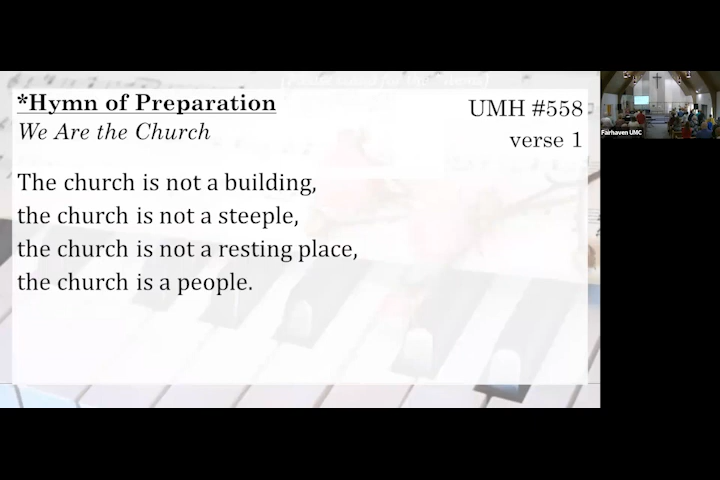 *Hymn of Preparation
We Are the Church
UMH #558
verse 1
The church is not a building,
the church is not a steeple,
the church is not a resting place,
the church is a people.
Fairhaven UMC